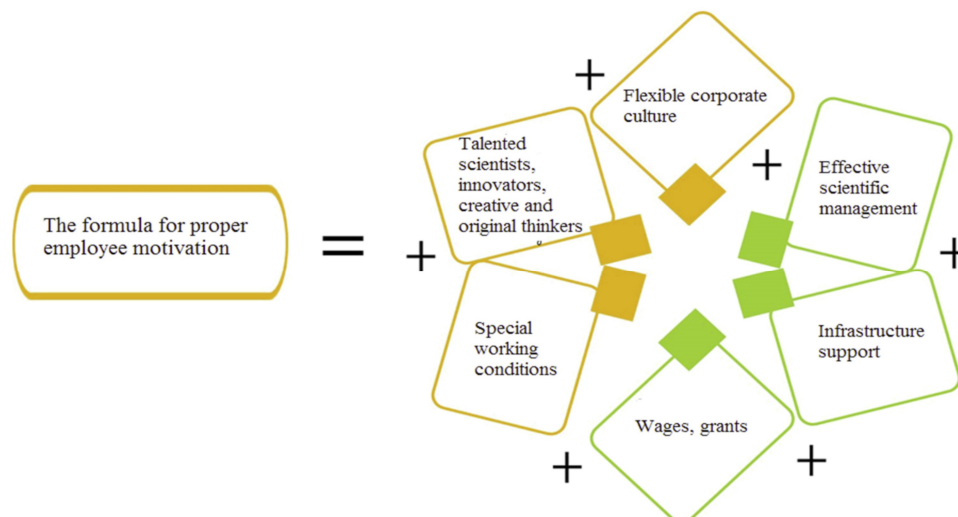 The formula for proper
employee motivation
=
+
Flexible corporate
culture
+
Effective
scientific
management
+
Infrastructure
support
+
Wages, grants
+
Special
working
conditions
+
Talented
scientists,
innovators,
creative and
original thinkers